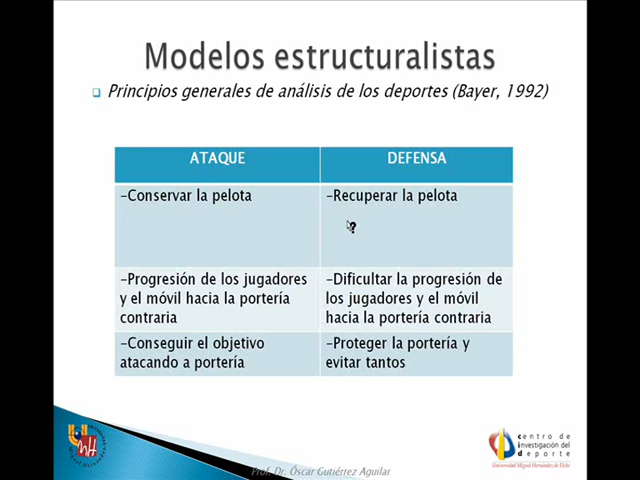 Modelos estructuralistas
Principios generales de análisis de los deportes (Bayer, 1992)
ATAQUE
DEFENSA
-Conservar la pelota
-Recuperar la pelota
-Progresión de los jugadores
y el móvil hacia la portería
contraria
-Dificultar la progresión de
los jugadores y el móvil
hacia la portería contraria
-Conseguir el objetivo
atacando a portería
-Proteger la portería y
evitar tantos
centro de
investigación del
deporte
Universidad Miguel Hernández de Elche
Prof. Dr. Óscar Gutiérrez Aguilar